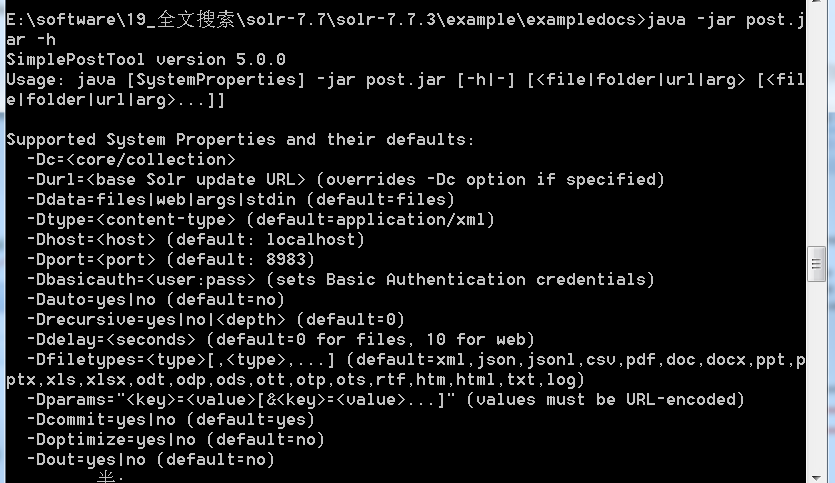 E:\software\19_全文搜索\solr-7.7\solr-7.7.3\example\exampledocs>java -jar post.j
ar -h
SimplePostTool version 5.0.0
Usage: java [SystemProperties] -jar post.jar [-h|-] [<file|folder|url|arg> [<fil
e|folder|url|arg>...]]
Supported System Properties and their defaults:
-Dc=<core/collection>
-Durl=<base Solr update URL> (overrides -Dc option if specified)
-Ddata=files|web|args|stdin (default=files)
-Dtype=<content-type> (default=application/xml)
-Dhost=<host> (default: localhost)
-Dport=<port> (default: 8983)
-Dbasicauth=<user:pass> (sets Basic Authentication credentials)
-Dauto=yes|no (default=no)
-Drecursive=yes|no|<depth> (default=0)
-Ddelay=<seconds> (default=0 for files, 10 for web)
-Dfiletypes=<type>[,<type>,...] (default=xml,json,jsonl,csv,pdf,doc,docx,ppt,p
ptx,xls,xlsx,odt,odp,ods,ott,otp,ots,rtf,htm,html,txt,log)
-Dparams="<key>=<value>[&<key>=<value>...]" (values must be URL-encoded)
-Dcommit=yes|no (default=yes)
-Doptimize=yes|no (default=no)
-Dout=yes|no (default=no)
半: